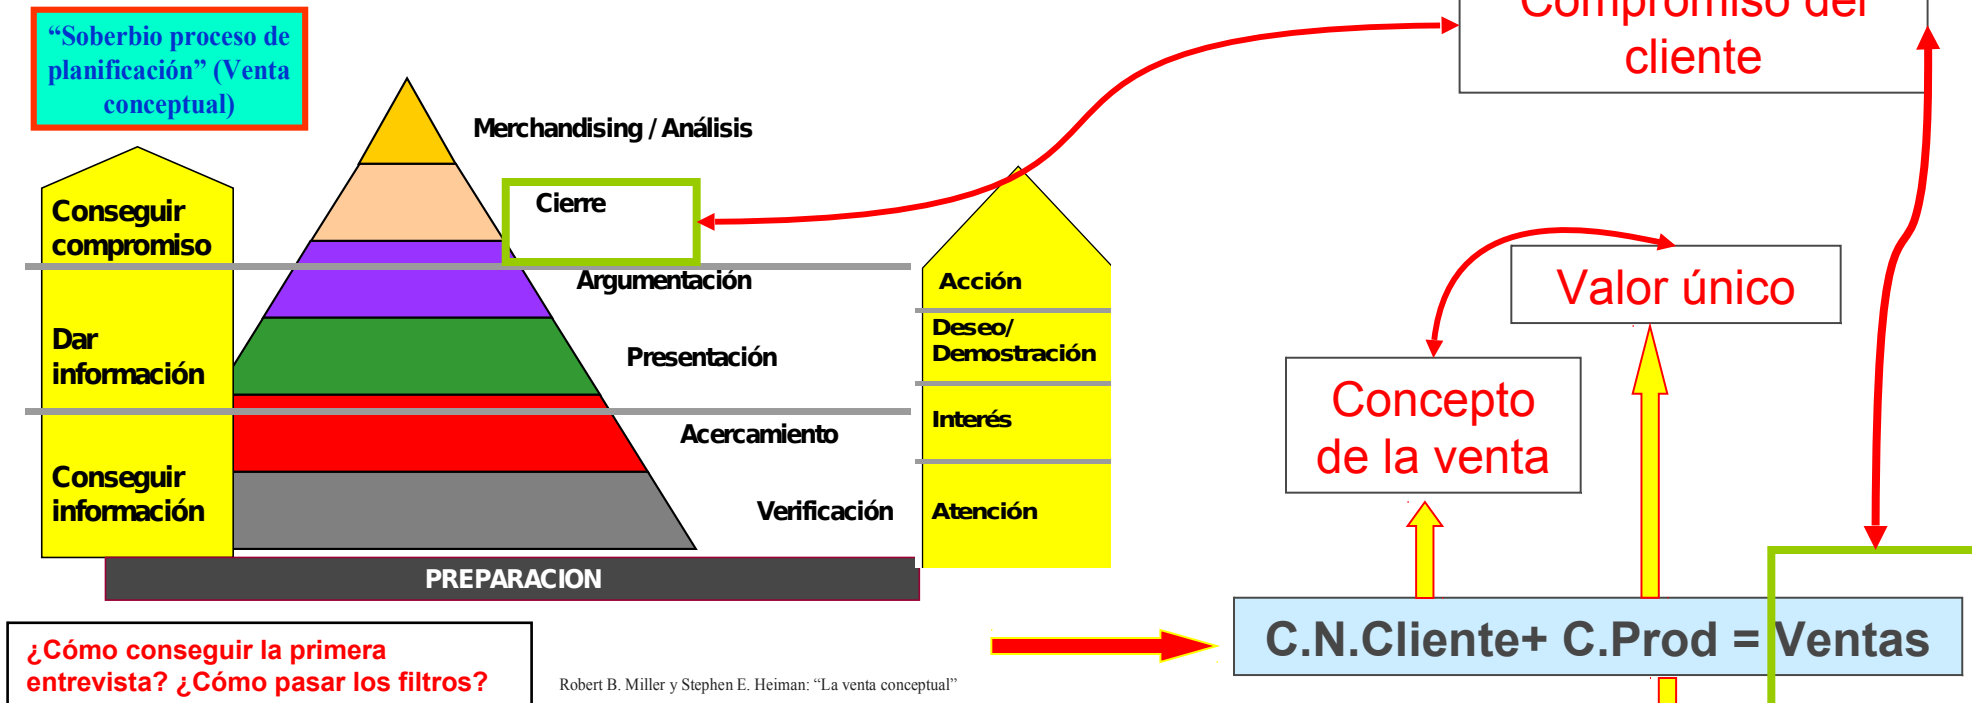 “Soberbio proceso de
planificación” (Venta
conceptual)
Compromiso del
cliente
Merchandising / Análisis
Cierre
Conseguir
compromiso
Argumentación
Acción
Valor único
Dar
información
Presentación
Deseo/
Demostración
Concepto
de la venta
Acercamiento
Interés
Conseguir
información
Verificación
Atención
PREPARACION
C.N.Cliente+ C.Prod = Ventas
¿Cómo conseguir la primera
entrevista? ¿Cómo pasar los filtros?
Robert B. Miller y Stephen E. Heiman: “La venta conceptual”